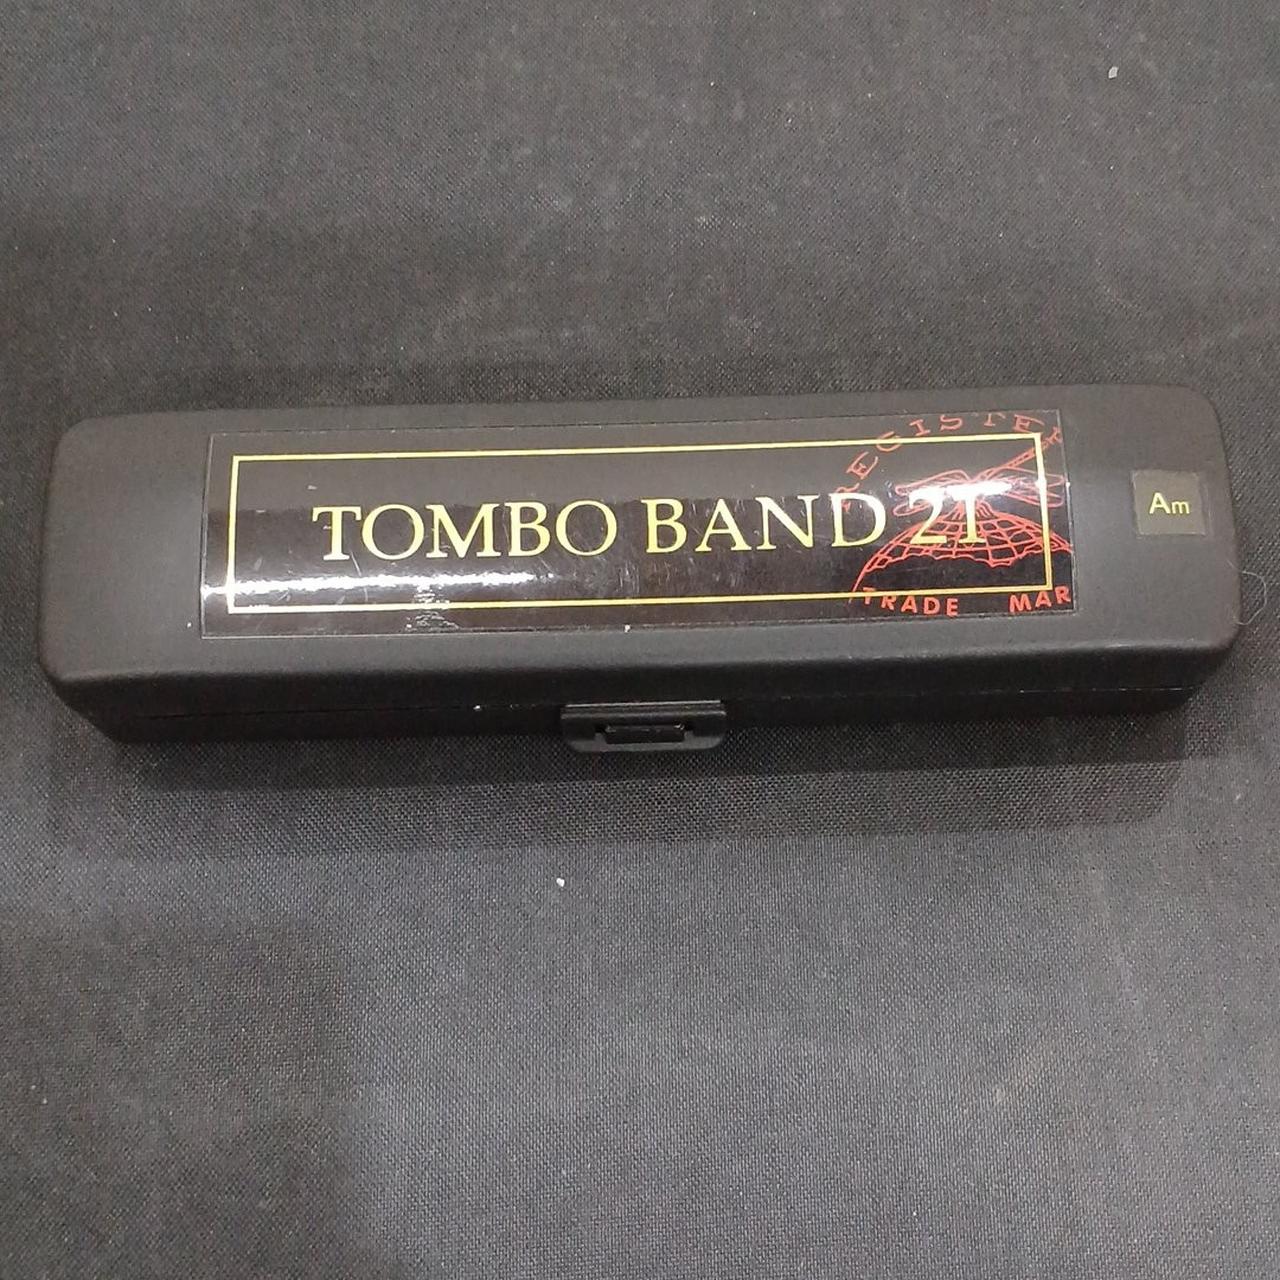 TOMBO BAND 21
REGISTER
TRADE MAR
Am